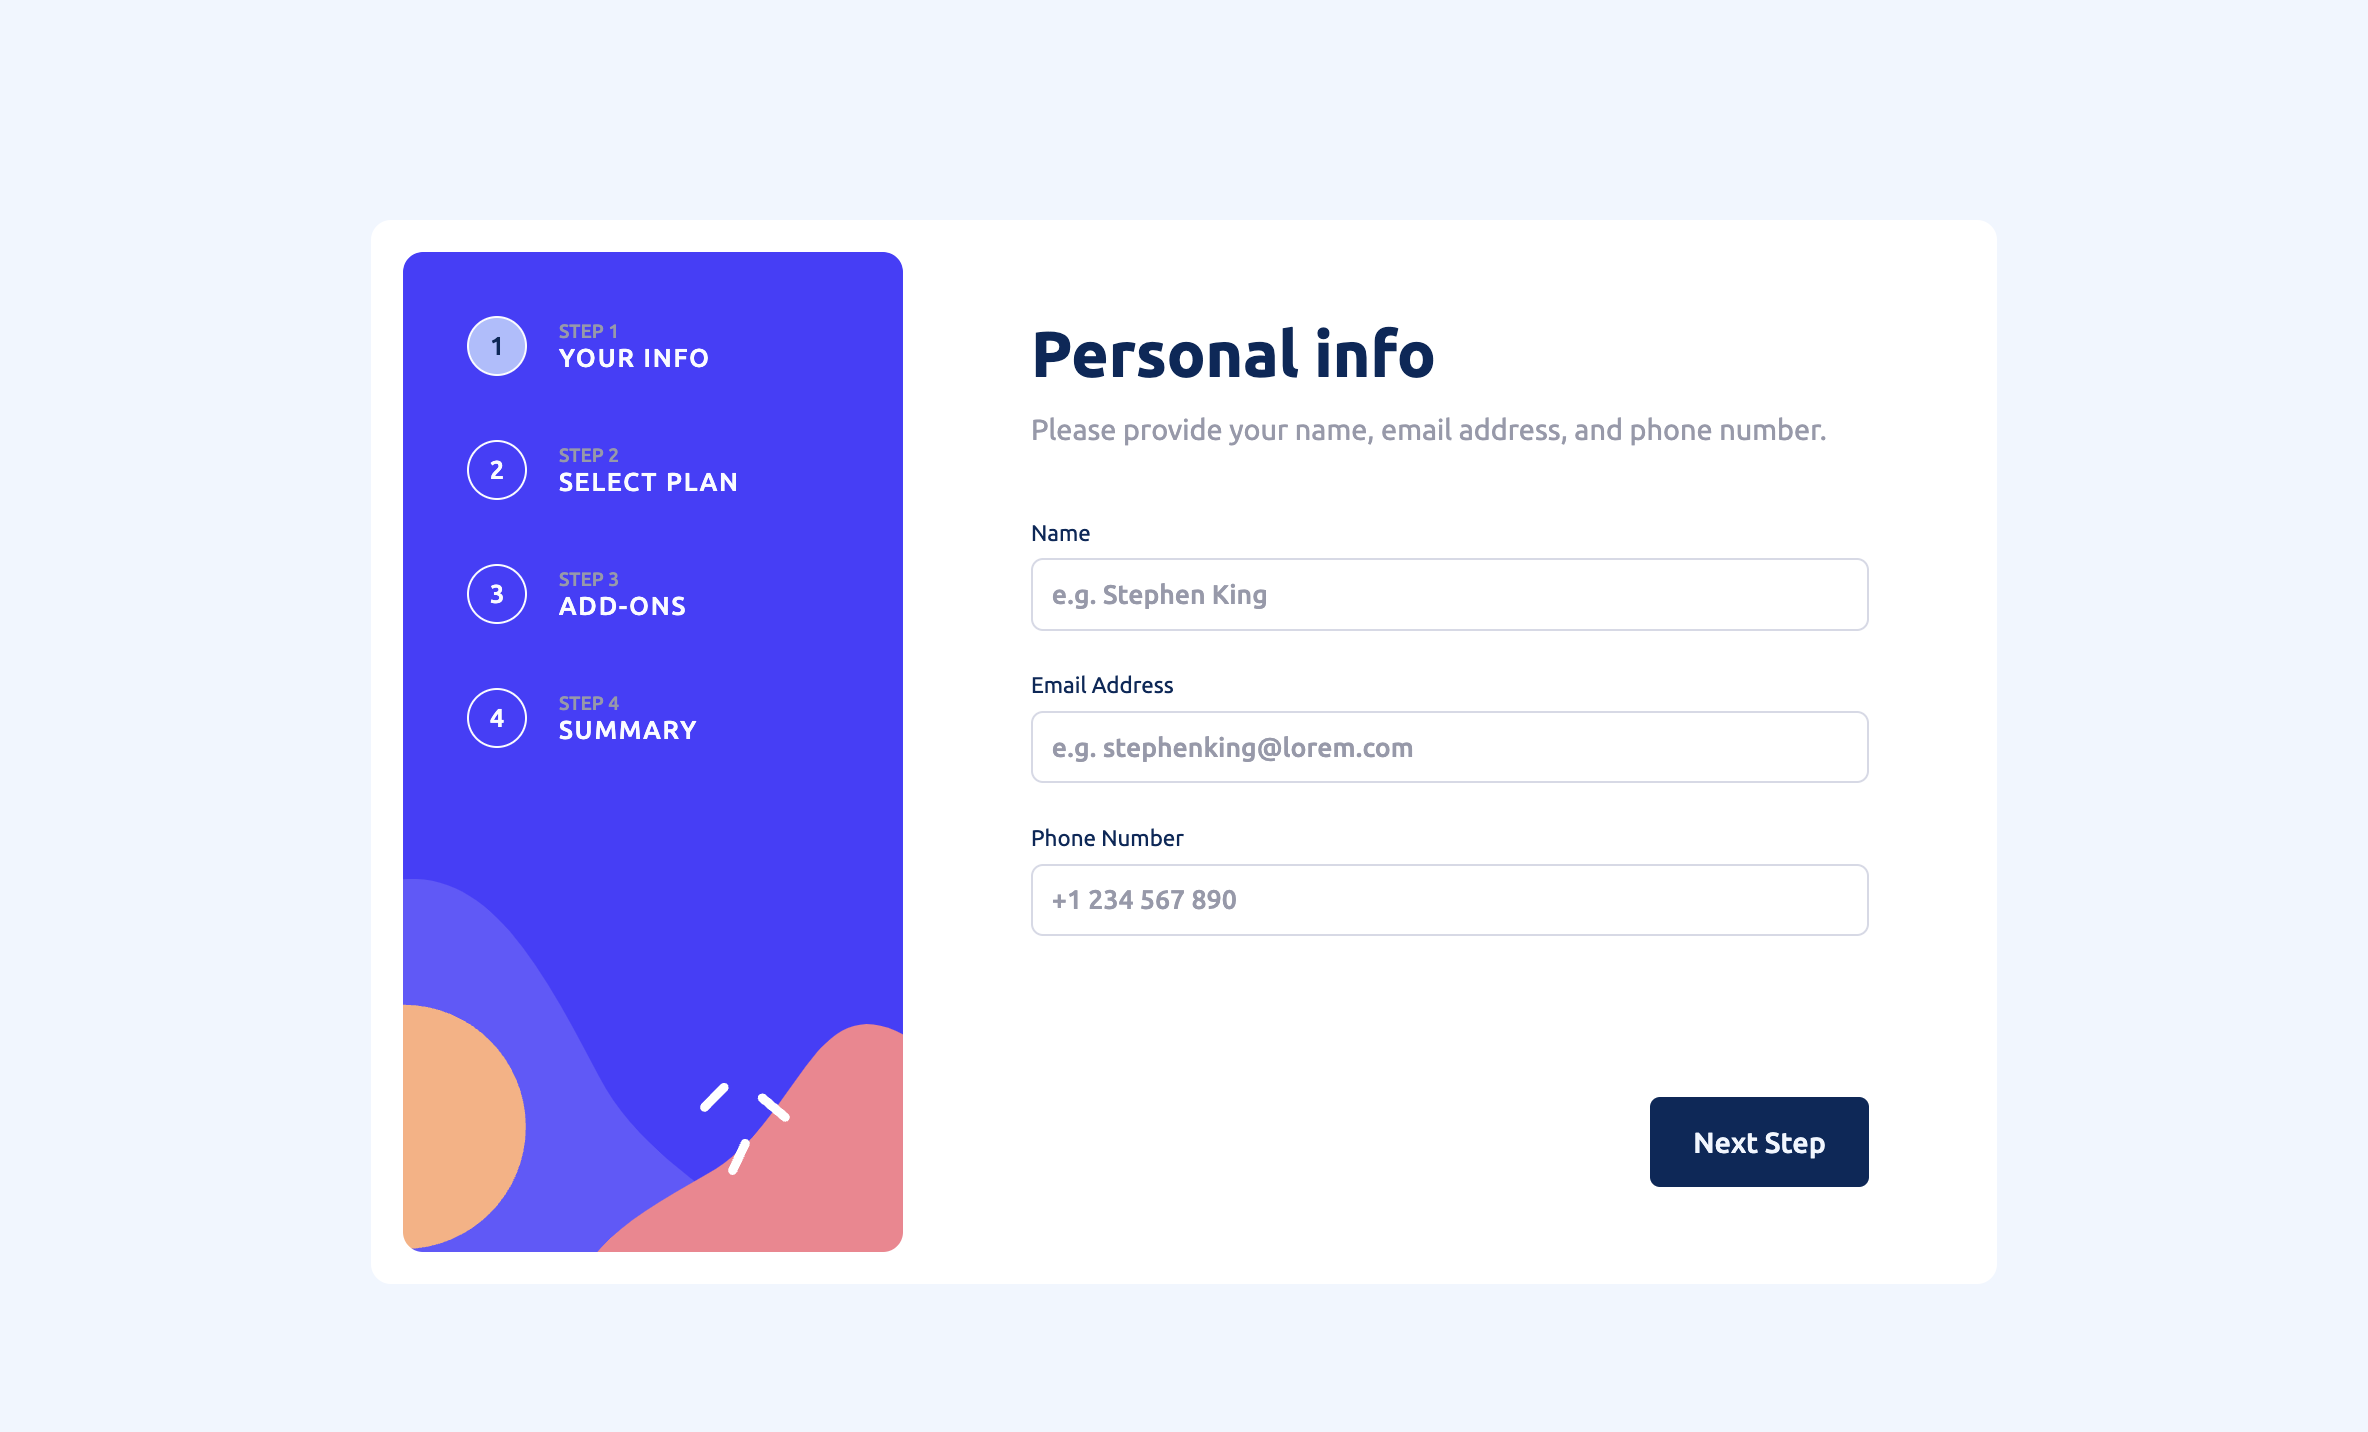 1
STEP 1
YOUR INFO
2
STEP 2
SELECT PLAN
3
STEP 3
ADD-ONS
4
STEP 4
SUMMARY
Personal info
Please provide your name, email address, and phone number.
Name
e.g. Stephen King
Email Address
e.g. stephenking@lorem.com
Phone Number
+1 234 567 890
Next Step